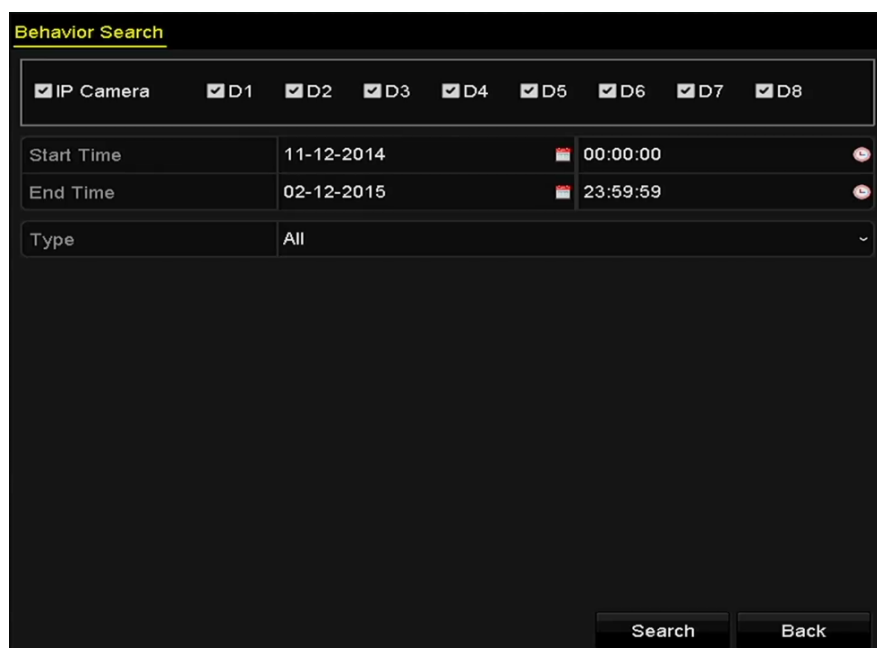 Behavior Search
IP Camera D1 D2 D3 D4 D5 D6 D7 D8
Start Time 11-12-2014 00:00:00
End Time 02-12-2015 23:59:59
Type All
Search Back